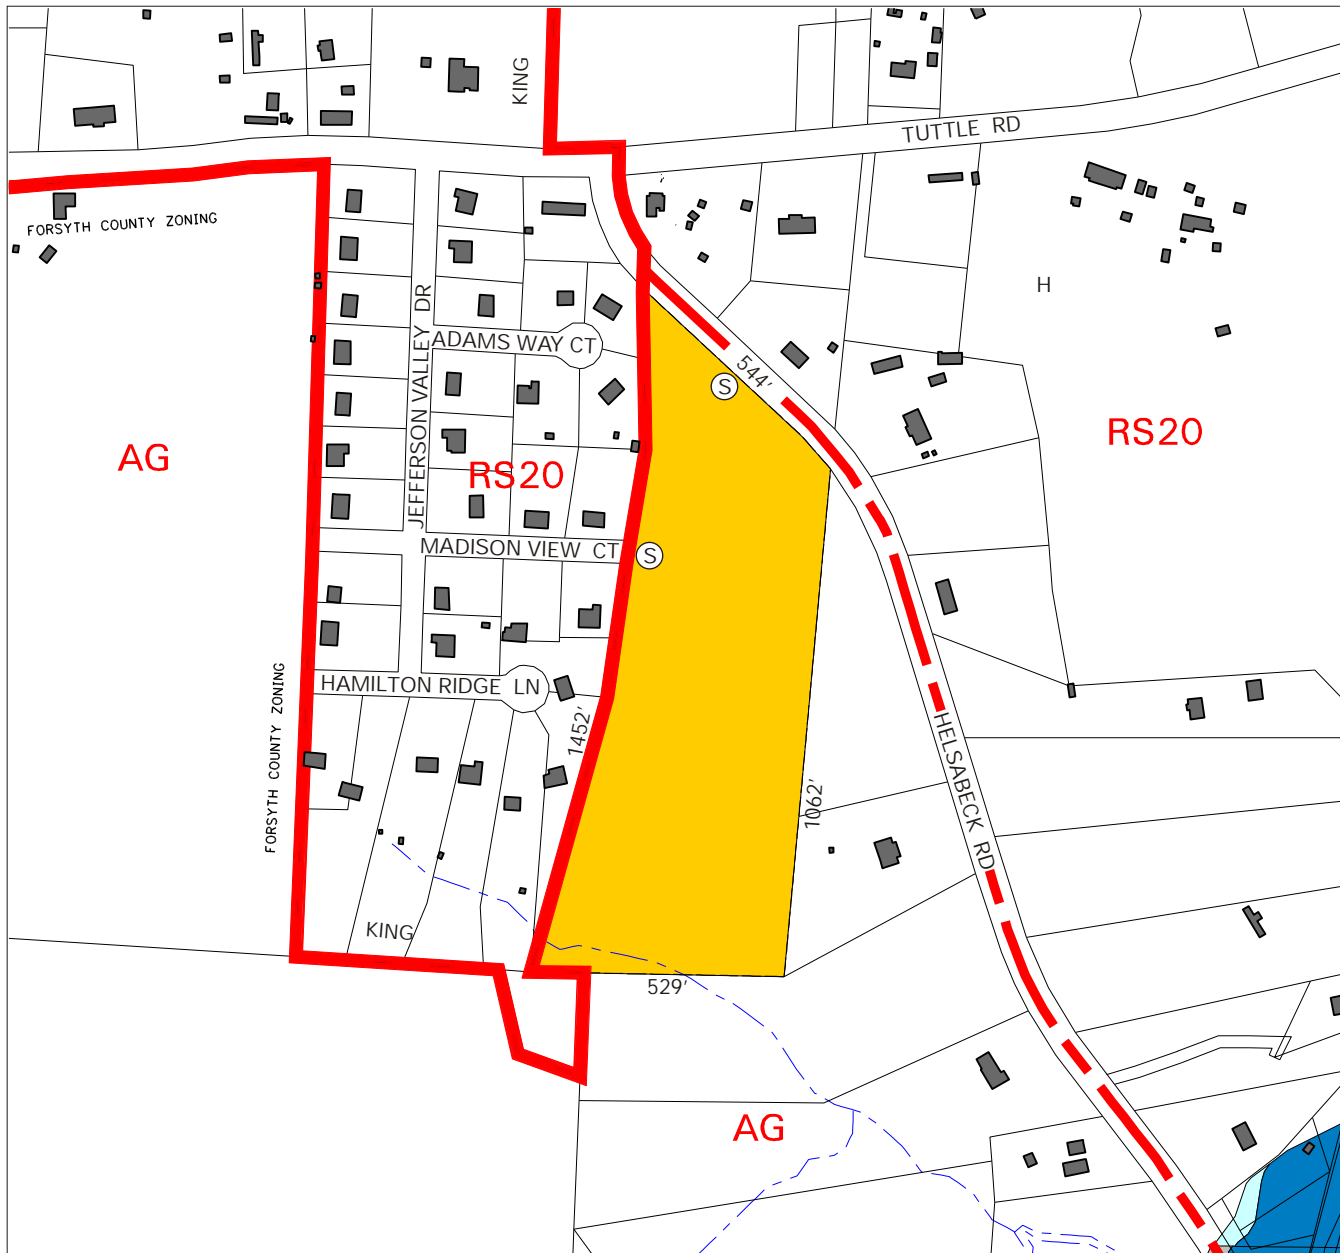 KING
TUTTLE RD
FORSYTH COUNTY ZONING
H
JEFFERSON VALLEY DR
ADAMS WAY CT
544'
S
RS20
AG
RS20
MADISON VIEW CT
S
HAMILTON RIDGE LN
FORSYTH COUNTY ZONING
1452'
HELSABECK RD
1062'
KING
529'
AG